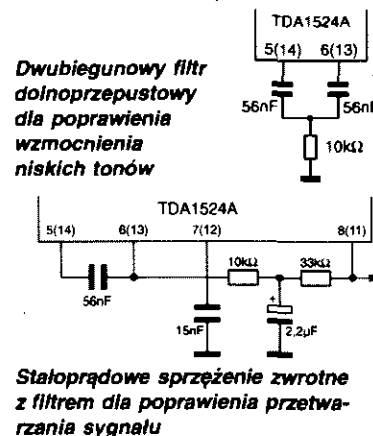 TDA1524A
5(14) 6(13)
Dwubiegunowy filtr
dolnoprzepustowy
dla poprawienia
wzmocnienia
niskich tonów
56nF 56nF
10kΩ
TDA1524A
5(14) 6(13) 7(12) 8(11)
56nF
15nF
10kΩ
33kΩ
+
2,2µF
Stałoprądowe sprzężenie zwrotne
z filtrem dla poprawienia przetwa-
rzania sygnału